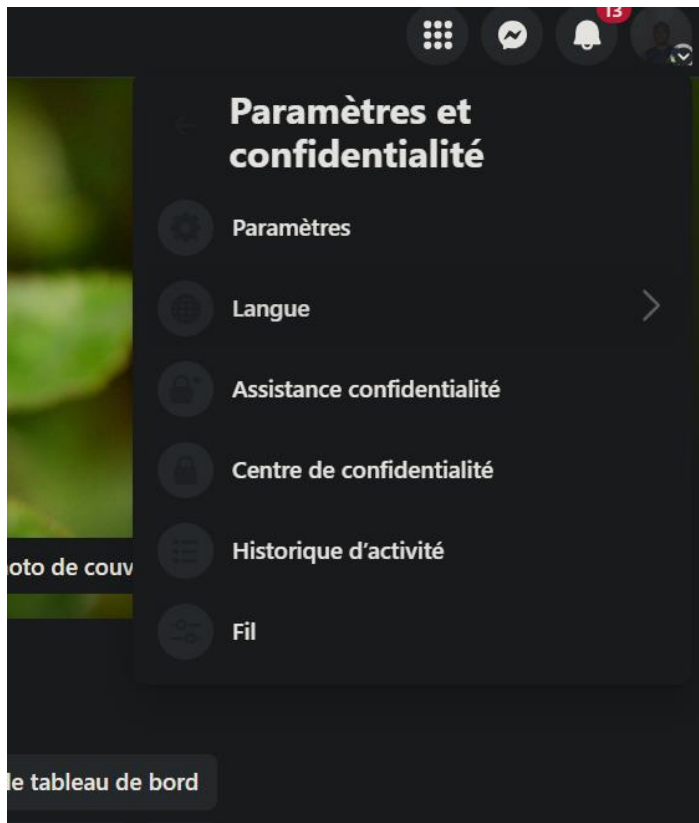 13
Paramètres et
confidentialité
Paramètres
Langue
Assistance confidentialité
Centre de confidentialité
Historique d'activité
oto de couv
Fil
le tableau de bord